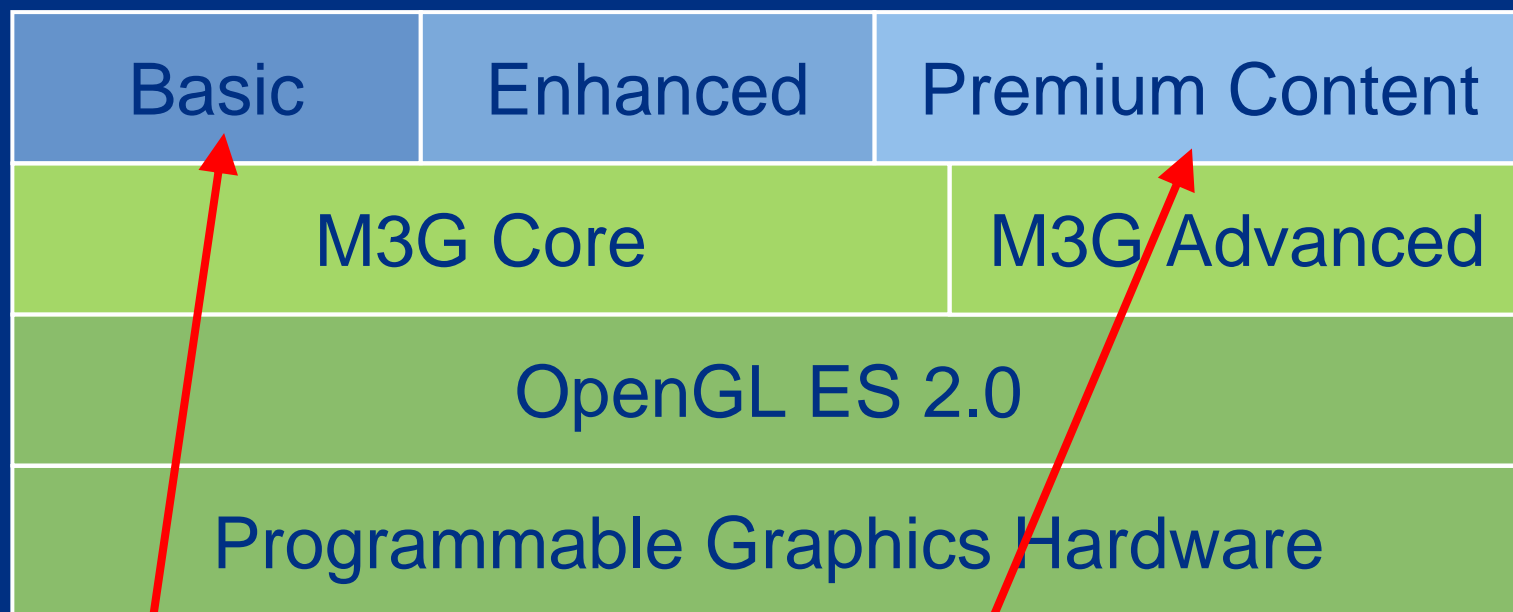 Basic Enhanced Premium Content
M3G Core M3G Advanced
OpenGL ES 2.0
Programmable Graphics Hardware